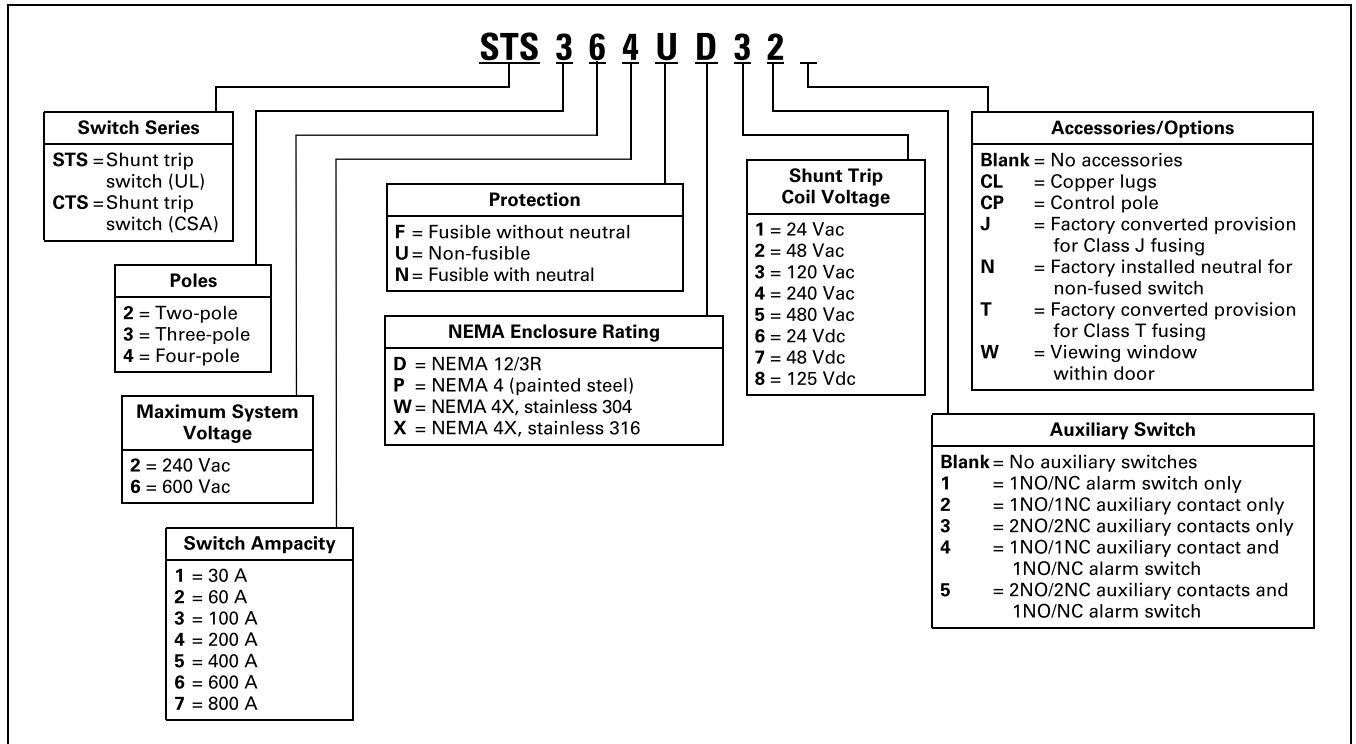 STS 3 6 4 U D 3 2 _
Switch Series
STS = Shunt trip
switch (UL)
CTS = Shunt trip
switch (CSA)
Poles
2 = Two-pole
3 = Three-pole
4 = Four-pole
Maximum System
Voltage
2 = 240 Vac
6 = 600 Vac
Switch Ampacity
1 = 30 A
2 = 60 A
3 = 100 A
4 = 200 A
5 = 400 A
6 = 600 A
7 = 800 A
Protection
F = Fusible without neutral
U = Non-fusible
N = Fusible with neutral
NEMA Enclosure Rating
D = NEMA 12/3R
P = NEMA 4 (painted steel)
W = NEMA 4X, stainless 304
X = NEMA 4X, stainless 316
Shunt Trip
Coil Voltage
1 = 24 Vac
2 = 48 Vac
3 = 120 Vac
4 = 240 Vac
5 = 480 Vac
6 = 24 Vdc
7 = 48 Vdc
8 = 125 Vdc
Accessories/Options
Blank = No accessories
CL = Copper lugs
CP = Control pole
J = Factory converted provision
for Class J fusing
N = Factory installed neutral for
non-fused switch
T = Factory converted provision
for Class T fusing
W = Viewing window
within door
Auxiliary Switch
Blank = No auxiliary switches
1 = 1NO/NC alarm switch only
2 = 1NO/1NC auxiliary contact only
3 = 2NO/2NC auxiliary contacts only
4 = 1NO/1NC auxiliary contact and
1NO/NC alarm switch
5 = 2NO/2NC auxiliary contacts and
1NO/NC alarm switch